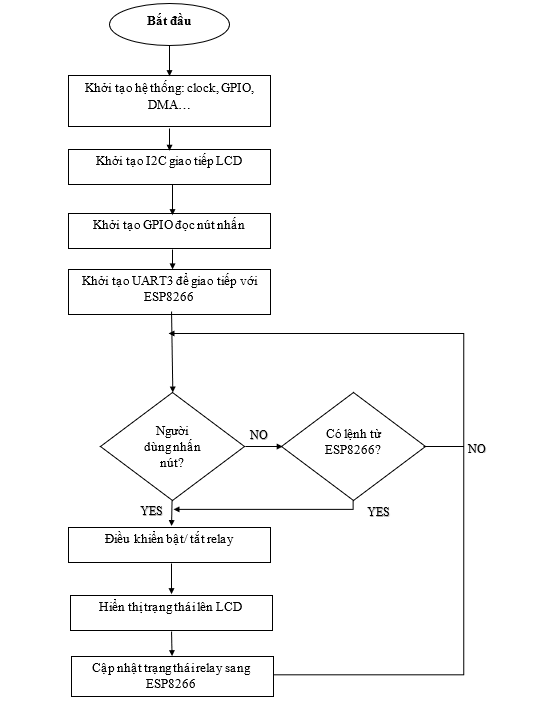 Bắt đầu
Khởi tạo hệ thống: clock, GPIO,
DMA…
Khởi tạo I2C giao tiếp LCD
Khởi tạo GPIO đọc nút nhấn
Khởi tạo UART3 để giao tiếp với
ESP8266
Người
dùng nhấn
nút?
NO
Có lệnh từ
ESP8266?
NO
YES
YES
Điều khiển bật/ tắt relay
Hiển thị trạng thái lên LCD
Cập nhật trạng thái relay sang
ESP8266